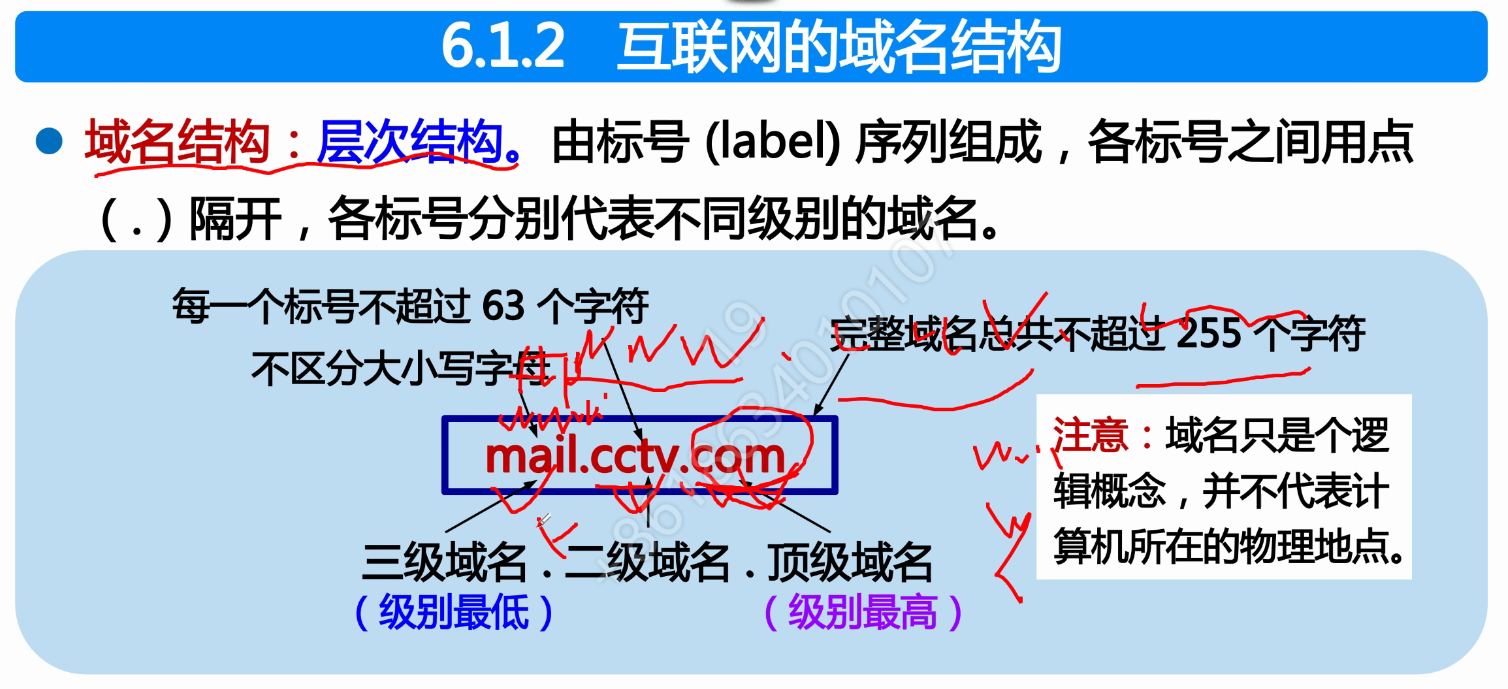 6.1.2 互联网的域名结构
域名结构：层次结构。由标号 (label) 序列组成，各标号之间用点
（.）隔开，各标号分别代表不同级别的域名。
每一个标号不超过 63 个字符
不区分大小写字母
完整域名总共不超过 255 个字符
mail.cctv.com
三级域名 . 二级域名 . 顶级域名
（级别最低）
（级别最高）
注意：域名只是个逻
辑概念，并不代表计
算机所在的物理地点。